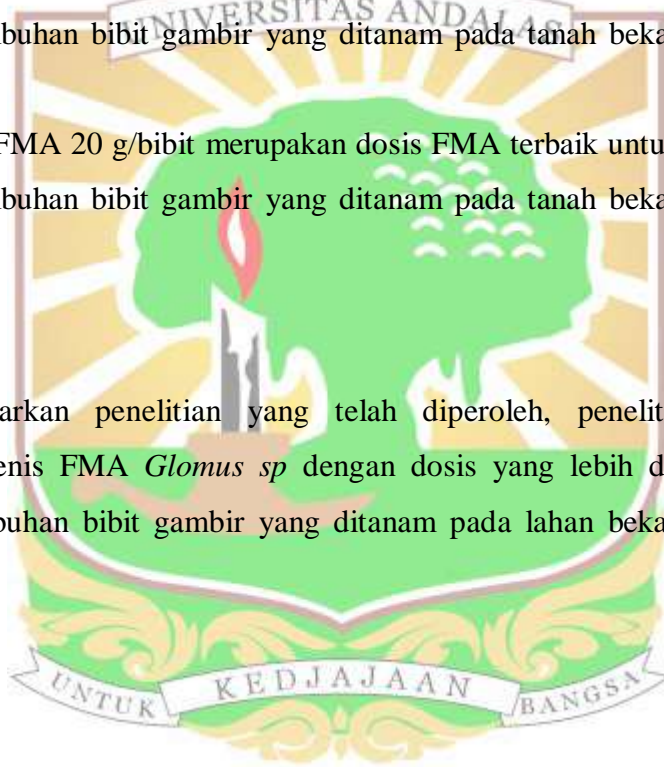 UNIVERSITAS ANDALAS
buhan bibit gambir yang ditanam pada tanah beka
FMA 20 g/bibit merupakan dosis FMA terbaik untu
buhan bibit gambir yang ditanam pada tanah beka
arkan penelitian yang telah diperoleh, penelit
enis FMA Glomus sp dengan dosis yang lebih d
buhan bibit gambir yang ditanam pada lahan beka
UNTUK KEDJAJAAN BANGSA